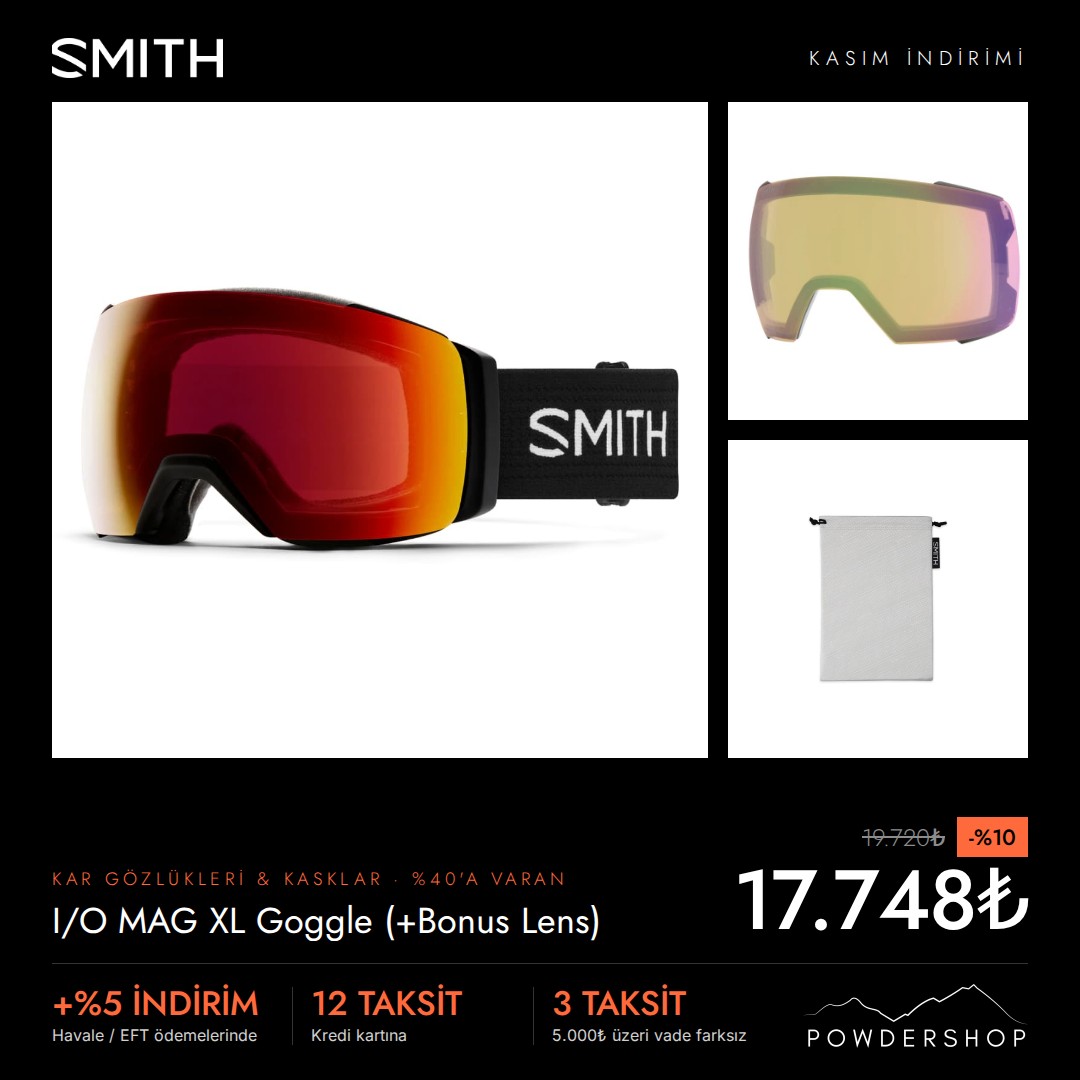 SMITH
KASIM İNDİRİMİ
SMITH
SMITH
19.720₺
-%10
KAR GÖZLÜKLERİ & KASKLAR · %40'A VARAN
17.748₺
I/O MAG XL Goggle (+Bonus Lens)
+%5 İNDİRİM
Havale / EFT ödemelerinde
12 TAKSİT
Kredi kartına
3 TAKSİT
5.000₺ üzeri vade farksız
POWDERSHOP